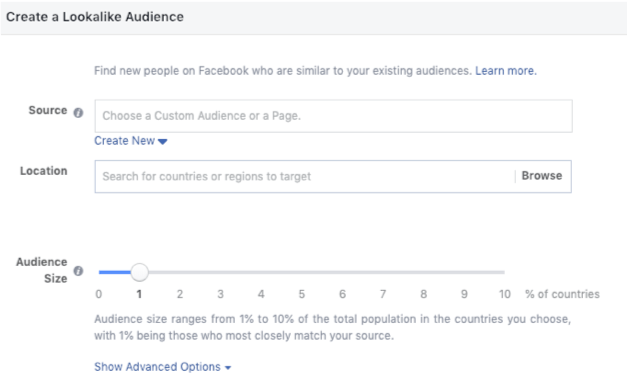 Create a Lookalike Audience
Find new people on Facebook who are similar to your existing audiences. Learn more.
Source
Choose a Custom Audience or a Page.
Create New
Location
Search for countries or regions to target
Browse
Audience
Size
0 1 2 3 4 5 6 7 8 9 10 % of countries
Audience size ranges from 1% to 10% of the total population in the countries you choose,
with 1% being those who most closely match your source.
Show Advanced Options